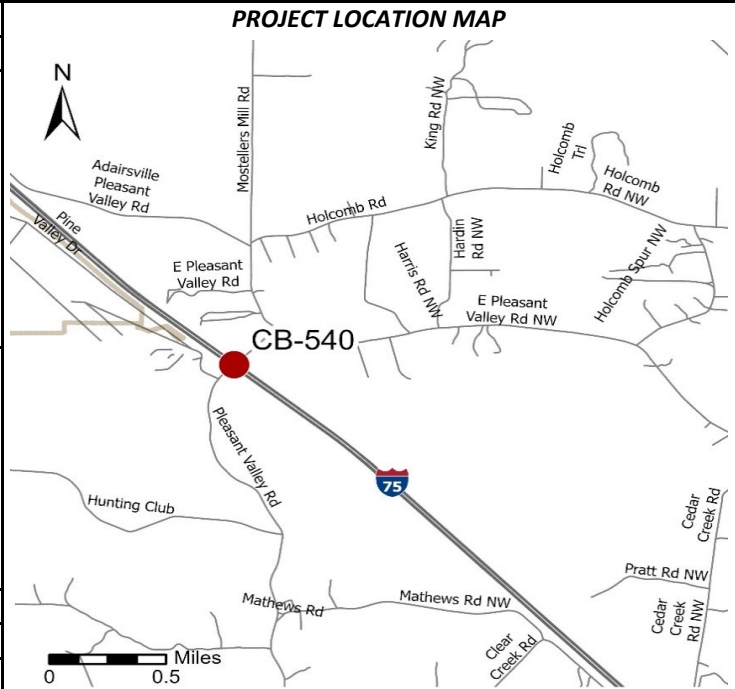 PROJECT LOCATION MAP
N
Mostellers Mill Rd
King Rd NW
Adairsville
Pleasant
Valley Rd
Holcomb
Trl
Holcomb
Rd NW
Pine
Valley Dr
Holcomb Rd
Hardin
Rd NW
Harris Rd NW
Holcomb Spur NW
E Pleasant
Valley Rd
E Pleasant
Valley Rd NW
CB-540
Pleasant Valley Rd
75
Hunting Club
Cedar
Creek Rd
Pratt Rd NW
Mathews Rd
Mathews Rd NW
Cedar
Creek
Rd NW
Clear
Creek Rd
Miles
0
0.5